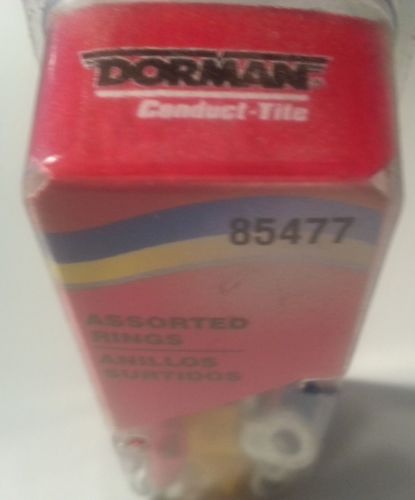 DORMAN
Conduct-Tite
85477
ASSORTED
RINGS
ANILLOS
SURTIDOS